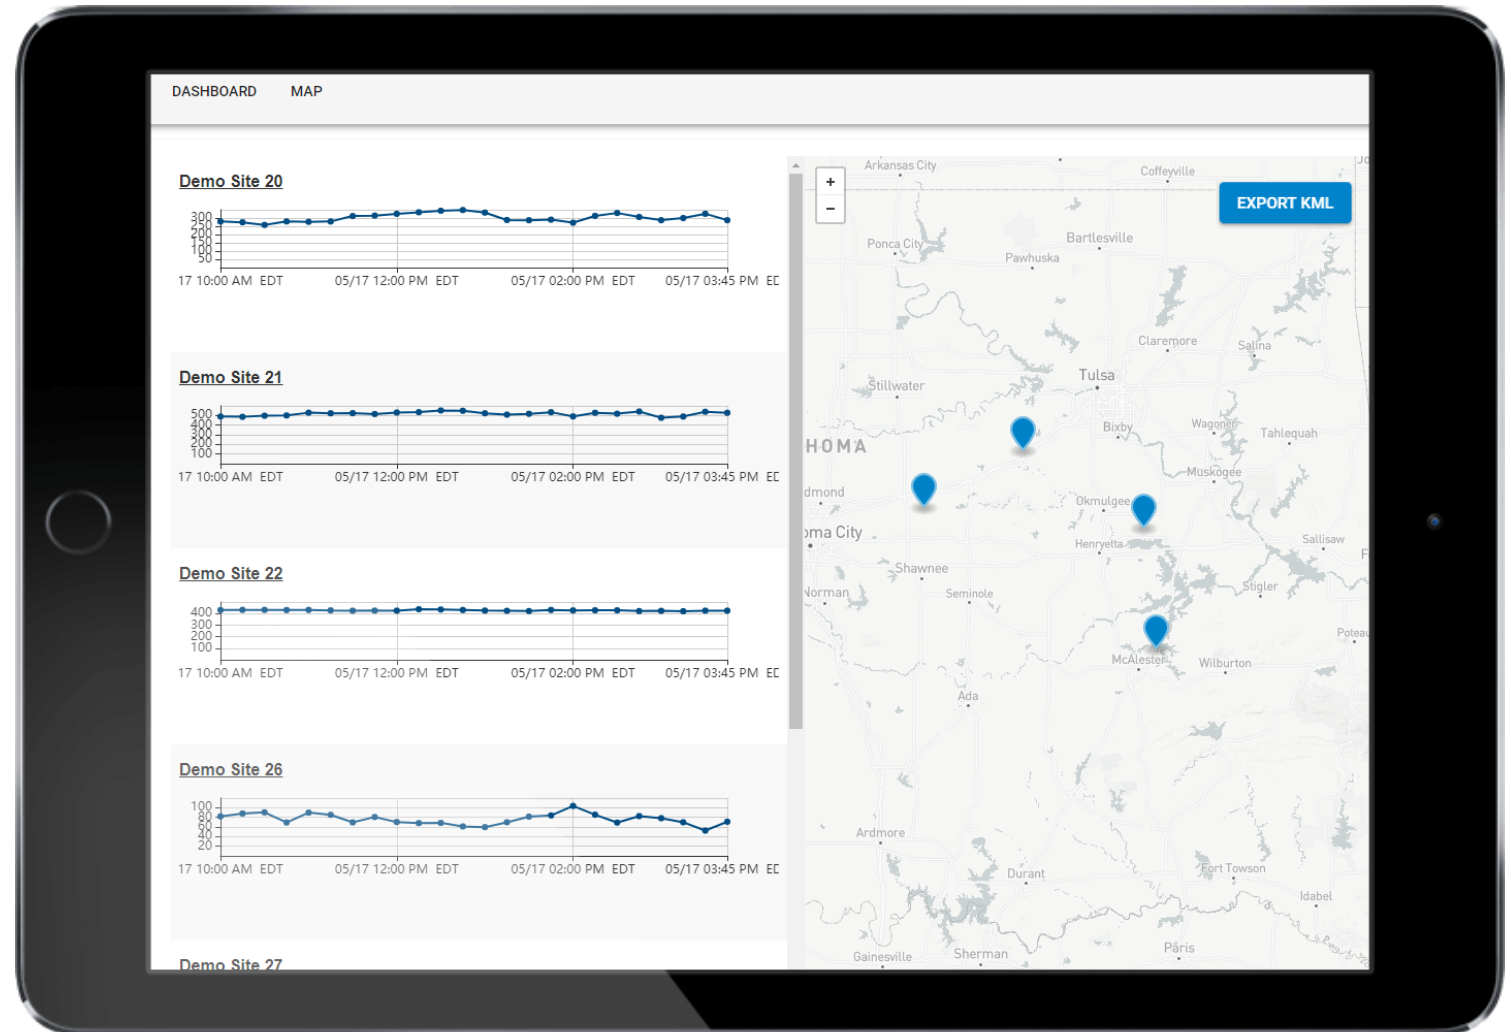 DASHBOARD MAP
Demo Site 20
300
250
200
150
100
50
17 10:00 AM EDT 05/17 12:00 PM EDT 05/17 02:00 PM EDT 05/17 03:45 PM ED
Demo Site 21
500
400
300
200
100
17 10:00 AM EDT 05/17 12:00 PM EDT 05/17 02:00 PM EDT 05/17 03:45 PM ED
Demo Site 22
400
300
200
100
17 10:00 AM EDT 05/17 12:00 PM EDT 05/17 02:00 PM EDT 05/17 03:45 PM ED
Demo Site 26
100
80
60
40
20
17 10:00 AM EDT 05/17 12:00 PM EDT 05/17 02:00 PM EDT 05/17 03:45 PM ED
Demo Site 27
+
−
EXPORT KML
Arkansas City
Coffeyville
Jo
Ponca City
Bartlesville
Pawhuska
Claremore
Salina
Tulsa
Stillwater
Bixby
Wagoner
Tahlequah
HOMA
Muskogee
dmond
Okmulgee
oma City
Henryetta
Sallisaw
F
Shawnee
Stigler
Norman
Seminole
Poteau
McAlester
Wilburton
Ada
Ardmore
Durant
Fort Towson
Idabel
Gainesville
Sherman
Paris